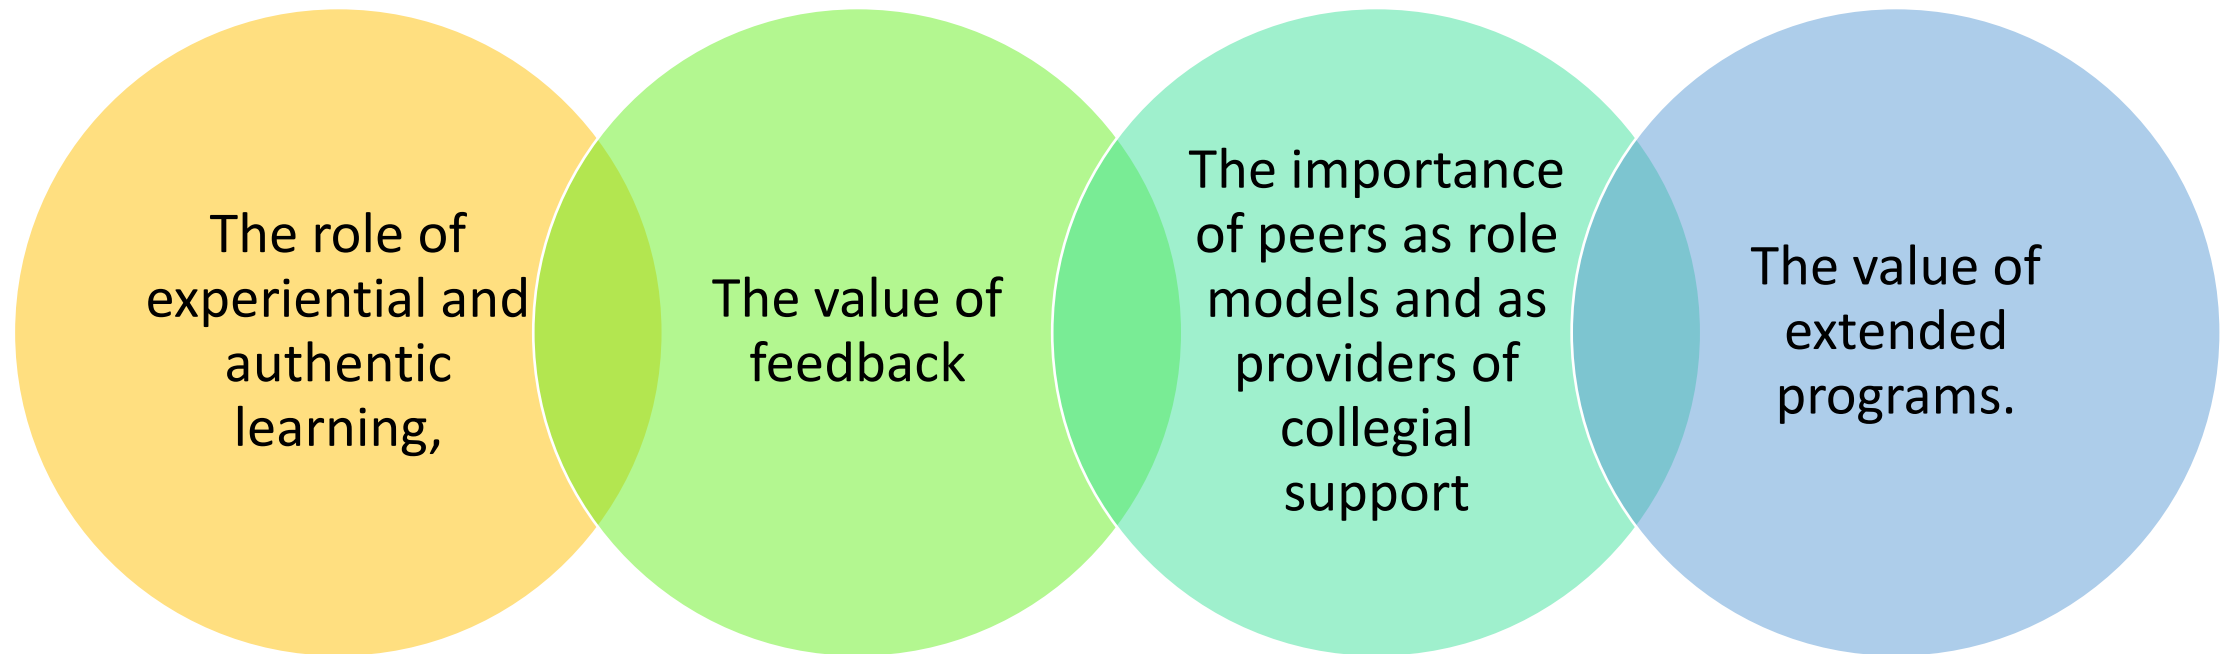 The role of
experiential and
authentic
learning,
The value of
feedback
The importance
of peers as role
models and as
providers of
collegial
support
The value of
extended
programs.